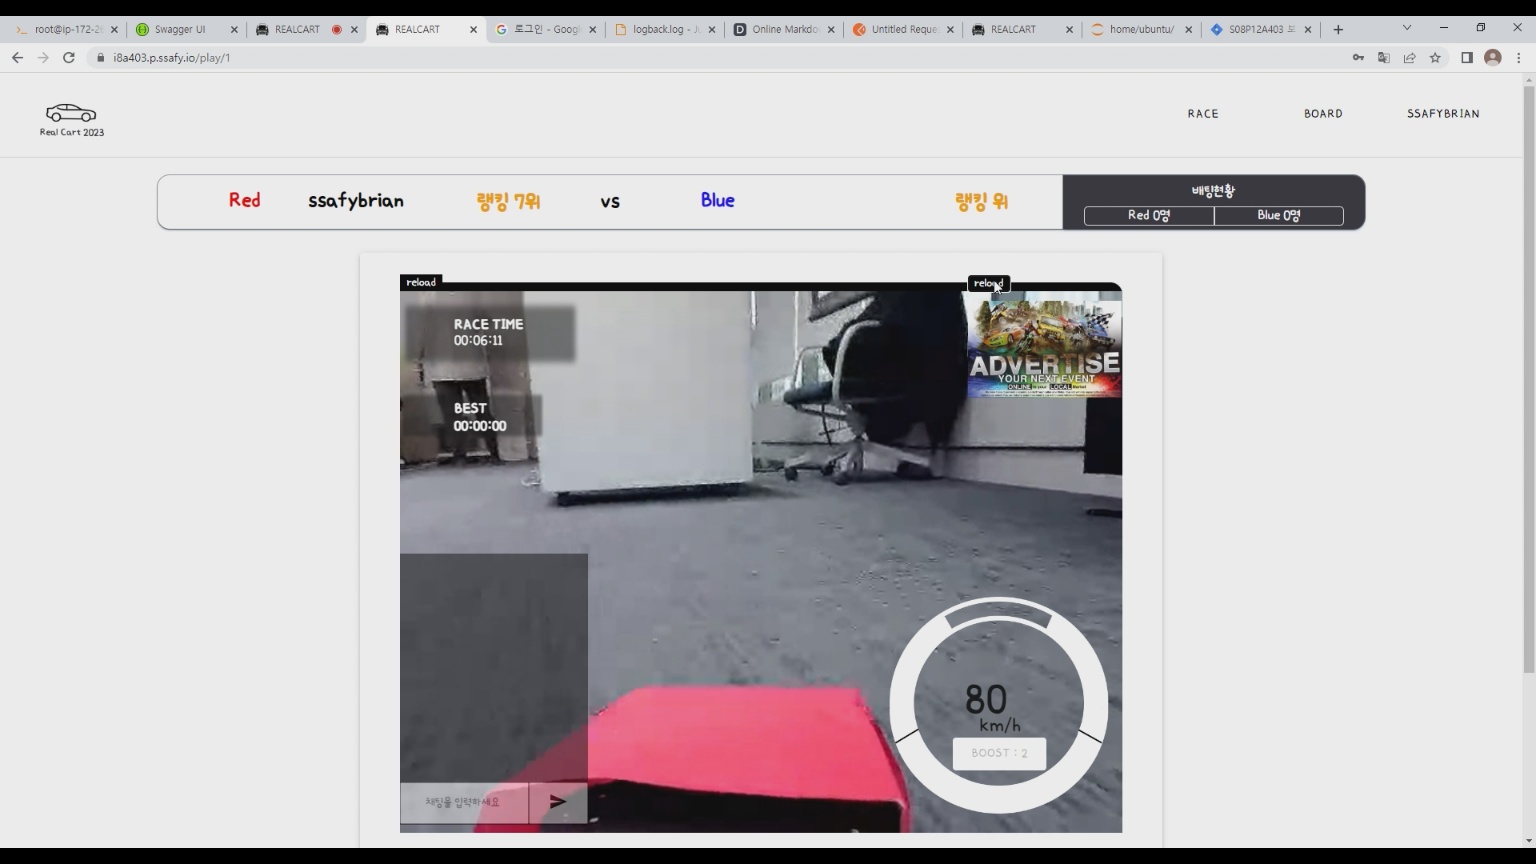 root@ip-172-2
Swagger UI
REALCART
REALCART
로그인 - Googl
logback.log - J
Online Markdo
Untitled Reque
REALCART
home/ubuntu/
S08P12A403
i8a403.p.ssafy.io/play/1
Real Cart 2023
RACE
BOARD
SSAFYBRIAN
Red
ssafybrian
랭킹 7위
vs
Blue
랭킹 위
배팅현황
Red 0명
Blue 0명
reload
reload
RACE TIME
00:06:11
BEST
00:00:00
ADVERTISE
YOUR NEXT EVENT
ONLINE
LOCAL
80
km/h
BOOST : 2
채팅을 입력하세요